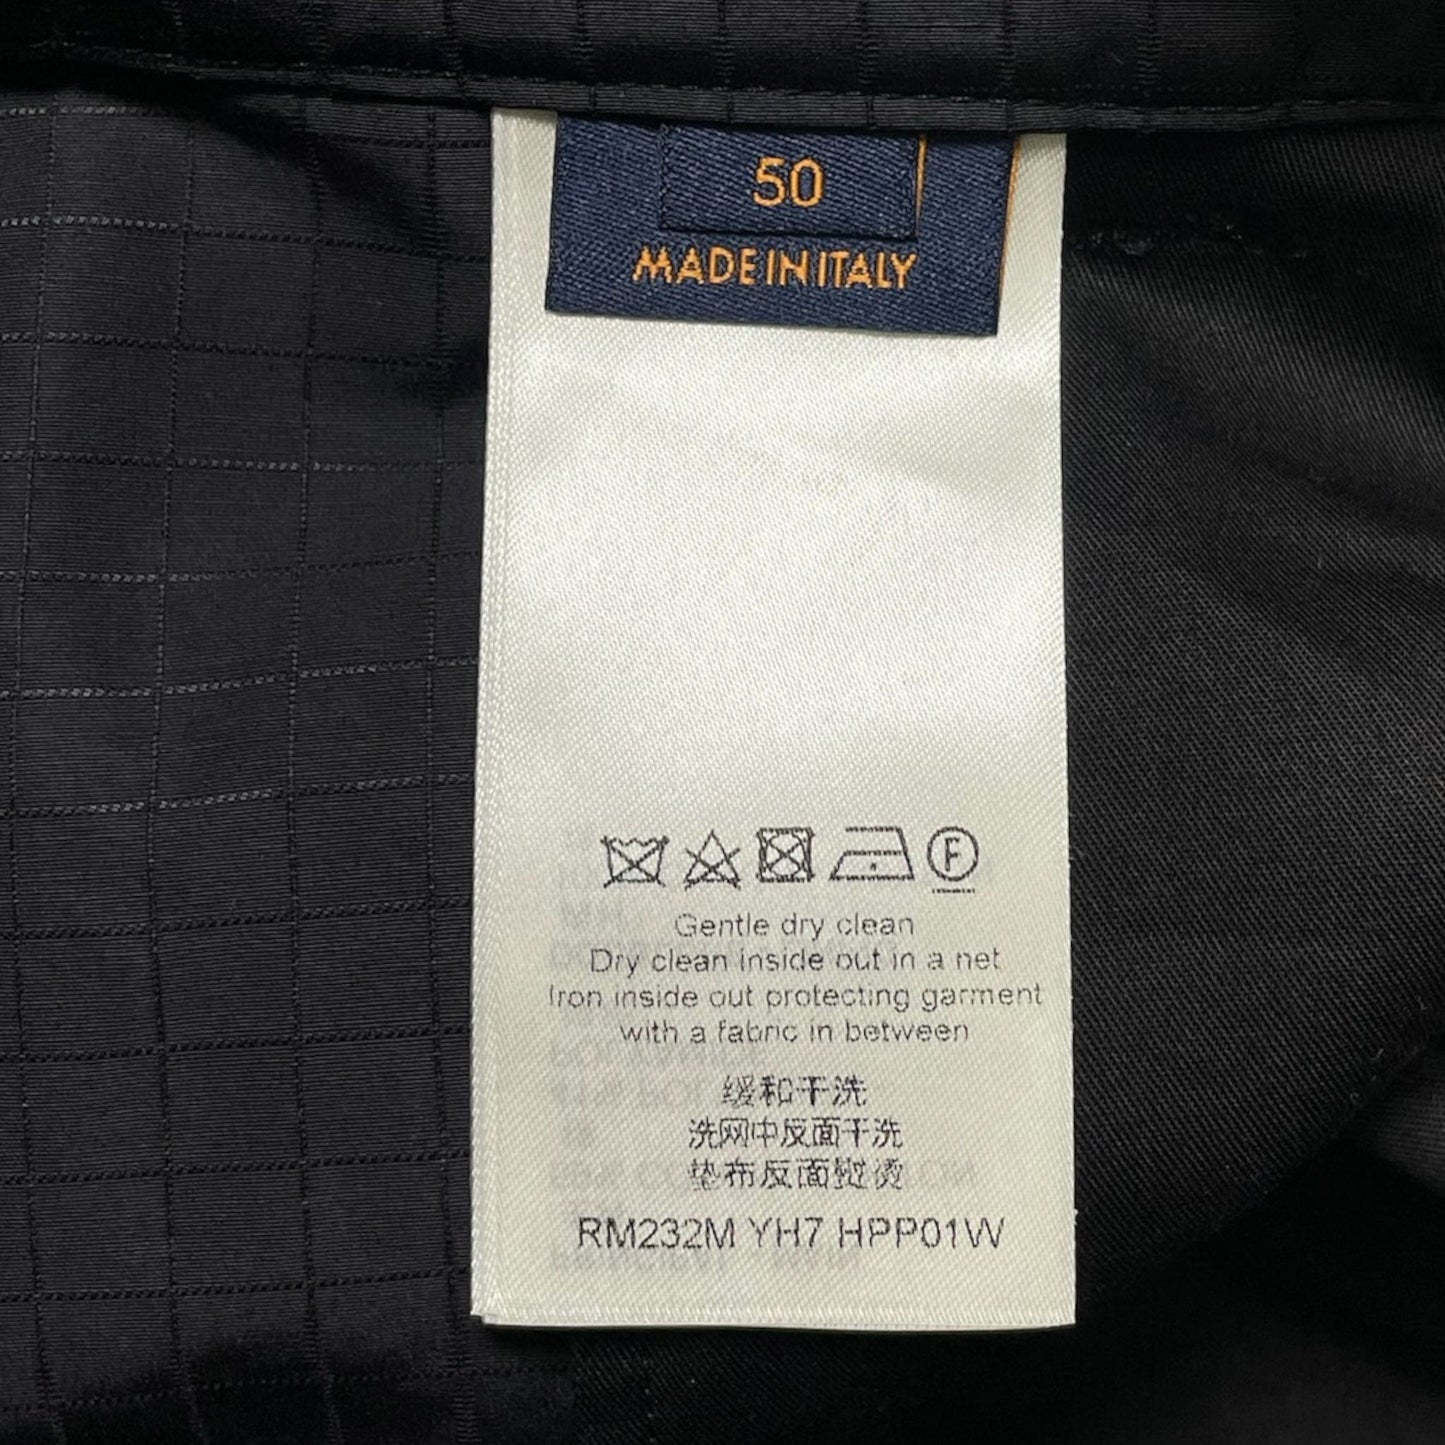 50
MADE IN ITALY
F
Gentle dry clean
Dry clean inside out in a net
Iron inside out protecting garment
with a fabric in between
缓和干洗
洗网中反面干洗
垫布反面熨烫
RM232M YH7 HPP01W